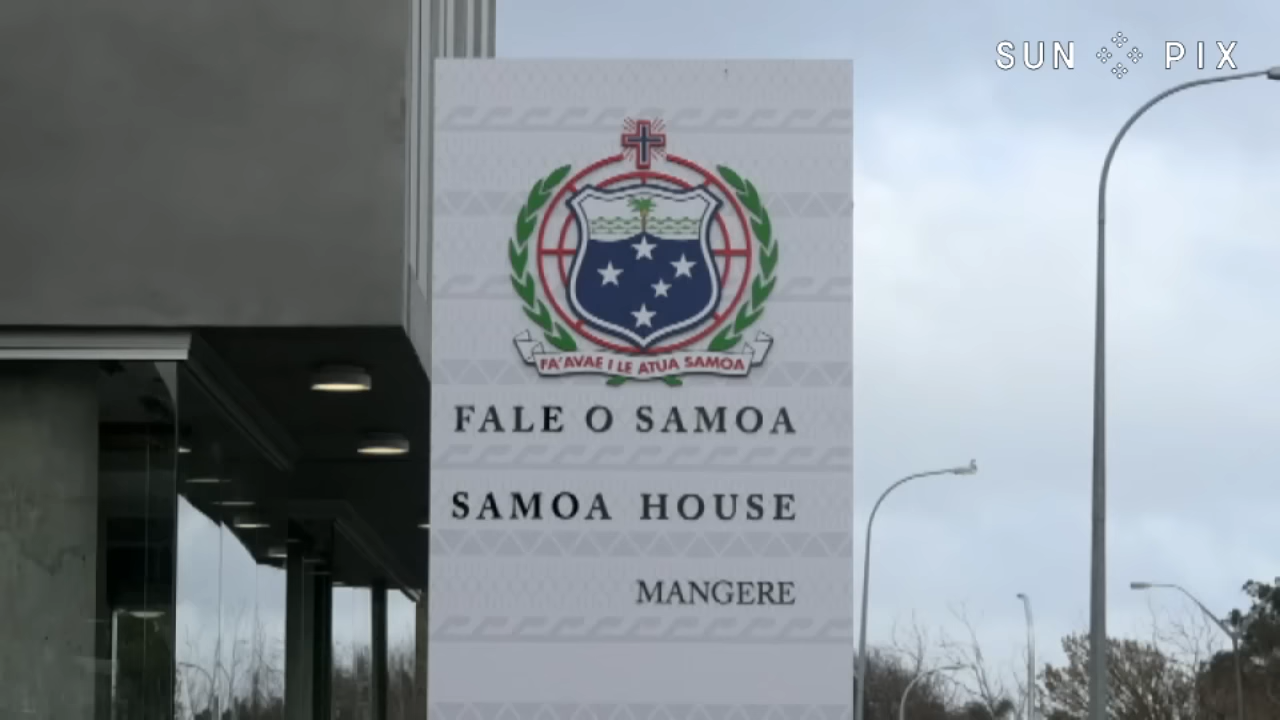 SUN PIX
FA'AVAE I LE ATUA SAMOA
FALE O SAMOA
SAMOA HOUSE
MANGERE